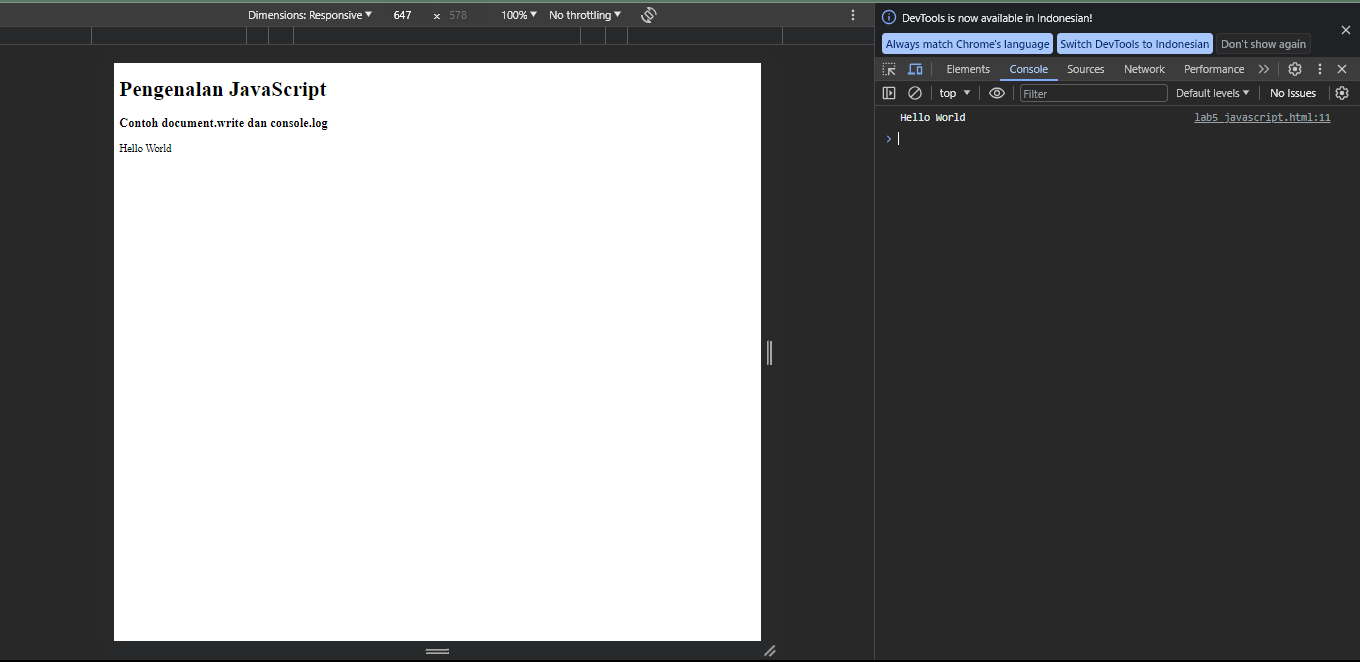 Dimensions: Responsive 647 x 578 100% No throttling
Pengenalan JavaScript
Contoh document.write dan console.log
Hello World
DevTools is now available in Indonesian!
Always match Chrome's language Switch DevTools to Indonesian Don't show again
Elements Console Sources Network Performance
top Filter Default levels No Issues
Hello World lab5_javascript.html:11